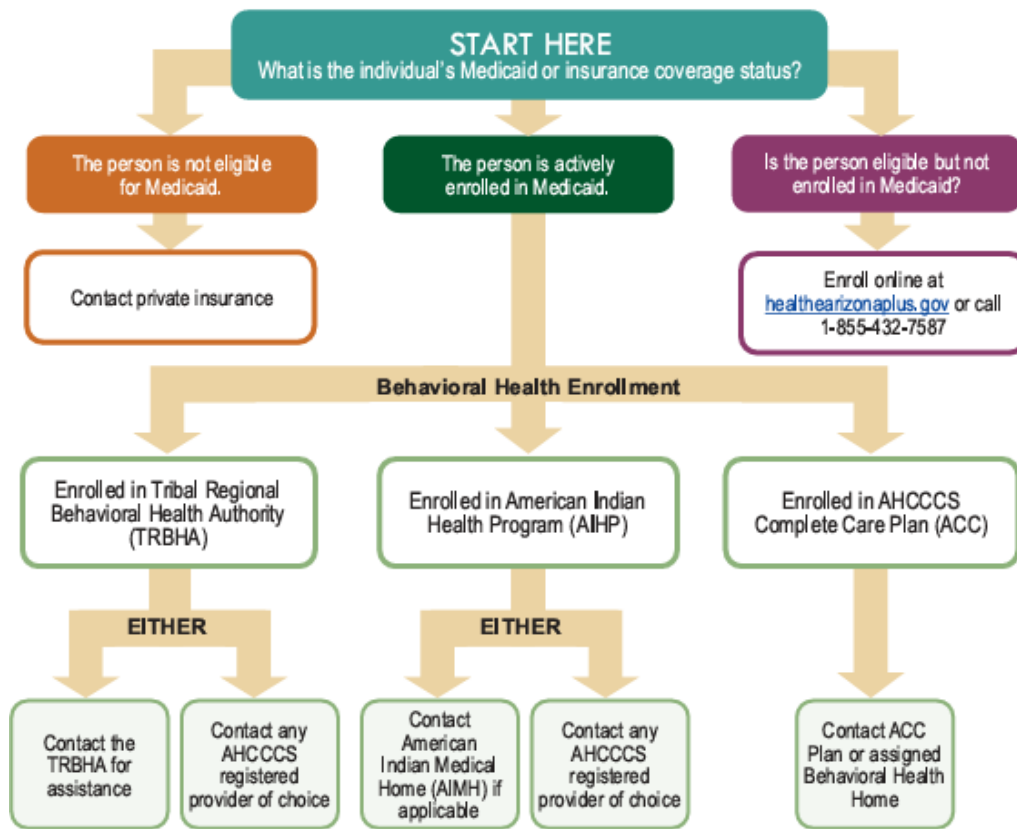 START HERE
What is the individual's Medicaid or insurance coverage status?
The person is not eligible
for Medicaid.
The person is actively
enrolled in Medicaid.
Is the person eligible but not
enrolled in Medicaid?
Contact private insurance
Enroll online at
healthearizonaplus.gov or call
1-855-432-7587
Behavioral Health Enrollment
Enrolled in Tribal Regional
Behavioral Health Authority
(TRBHA)
Enrolled in American Indian
Health Program (AIHP)
Enrolled in AHCCCS
Complete Care Plan (ACC)
EITHER
EITHER
Contact the
TRBHA for
assistance
Contact any
AHCCCS
registered
provider of choice
Contact
American
Indian Medical
Home (AIMH) if
applicable
Contact any
AHCCCS
registered
provider of choice
Contact ACC
Plan or assigned
Behavioral Health
Home